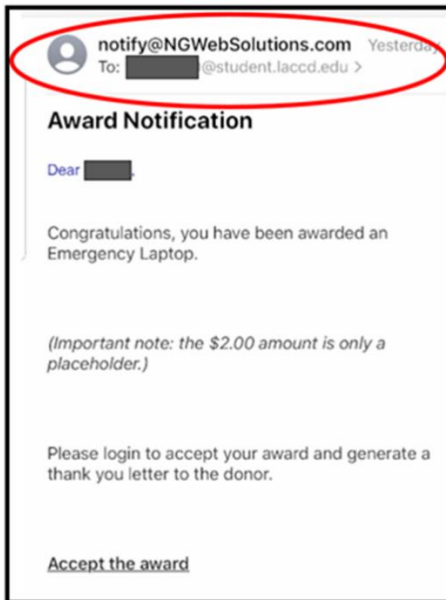 notify@NGWebSolutions.com Yesterday
To: @student.laccd.edu >
Award Notification
Dear ,
Congratulations, you have been awarded an
Emergency Laptop.
(Important note: the $2.00 amount is only a
placeholder.)
Please login to accept your award and generate a
thank you letter to the donor.
Accept the award